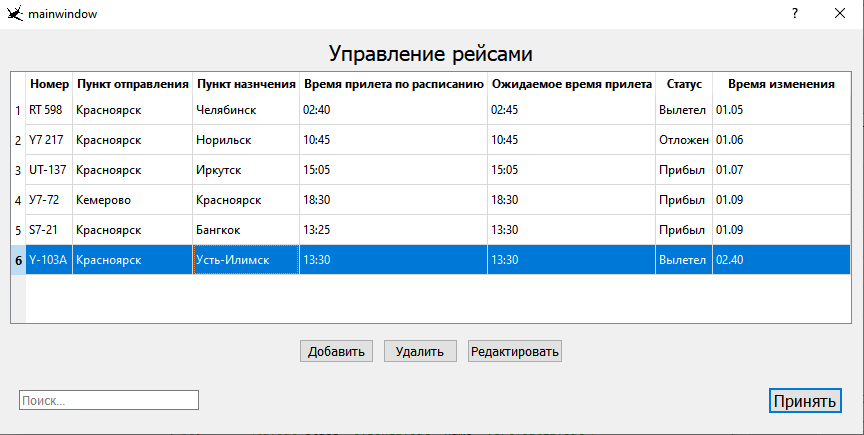 mainwindow ?
Управление рейсами
Номер Пункт отправления Пункт назнчения Время прилета по расписанию Ожидаемое время прилета Статус Время изменения
1 RT 598 Красноярск Челябинск 02:40 02:45 Вылетел 01.05
2 Y7 217 Красноярск Норильск 10:45 10:45 Отложен 01.06
3 UT-137 Красноярск Иркутск 15:05 15:05 Прибыл 01.07
4 У7-72 Кемерово Красноярск 18:30 18:30 Прибыл 01.09
5 S7-21 Красноярск Бангкок 13:25 13:30 Прибыл 01.09
6 Y-103A Красноярск Усть-Илимск 13:30 13:30 Вылетел 02.40
Добавить Удалить Редактировать
Поиск... Принять